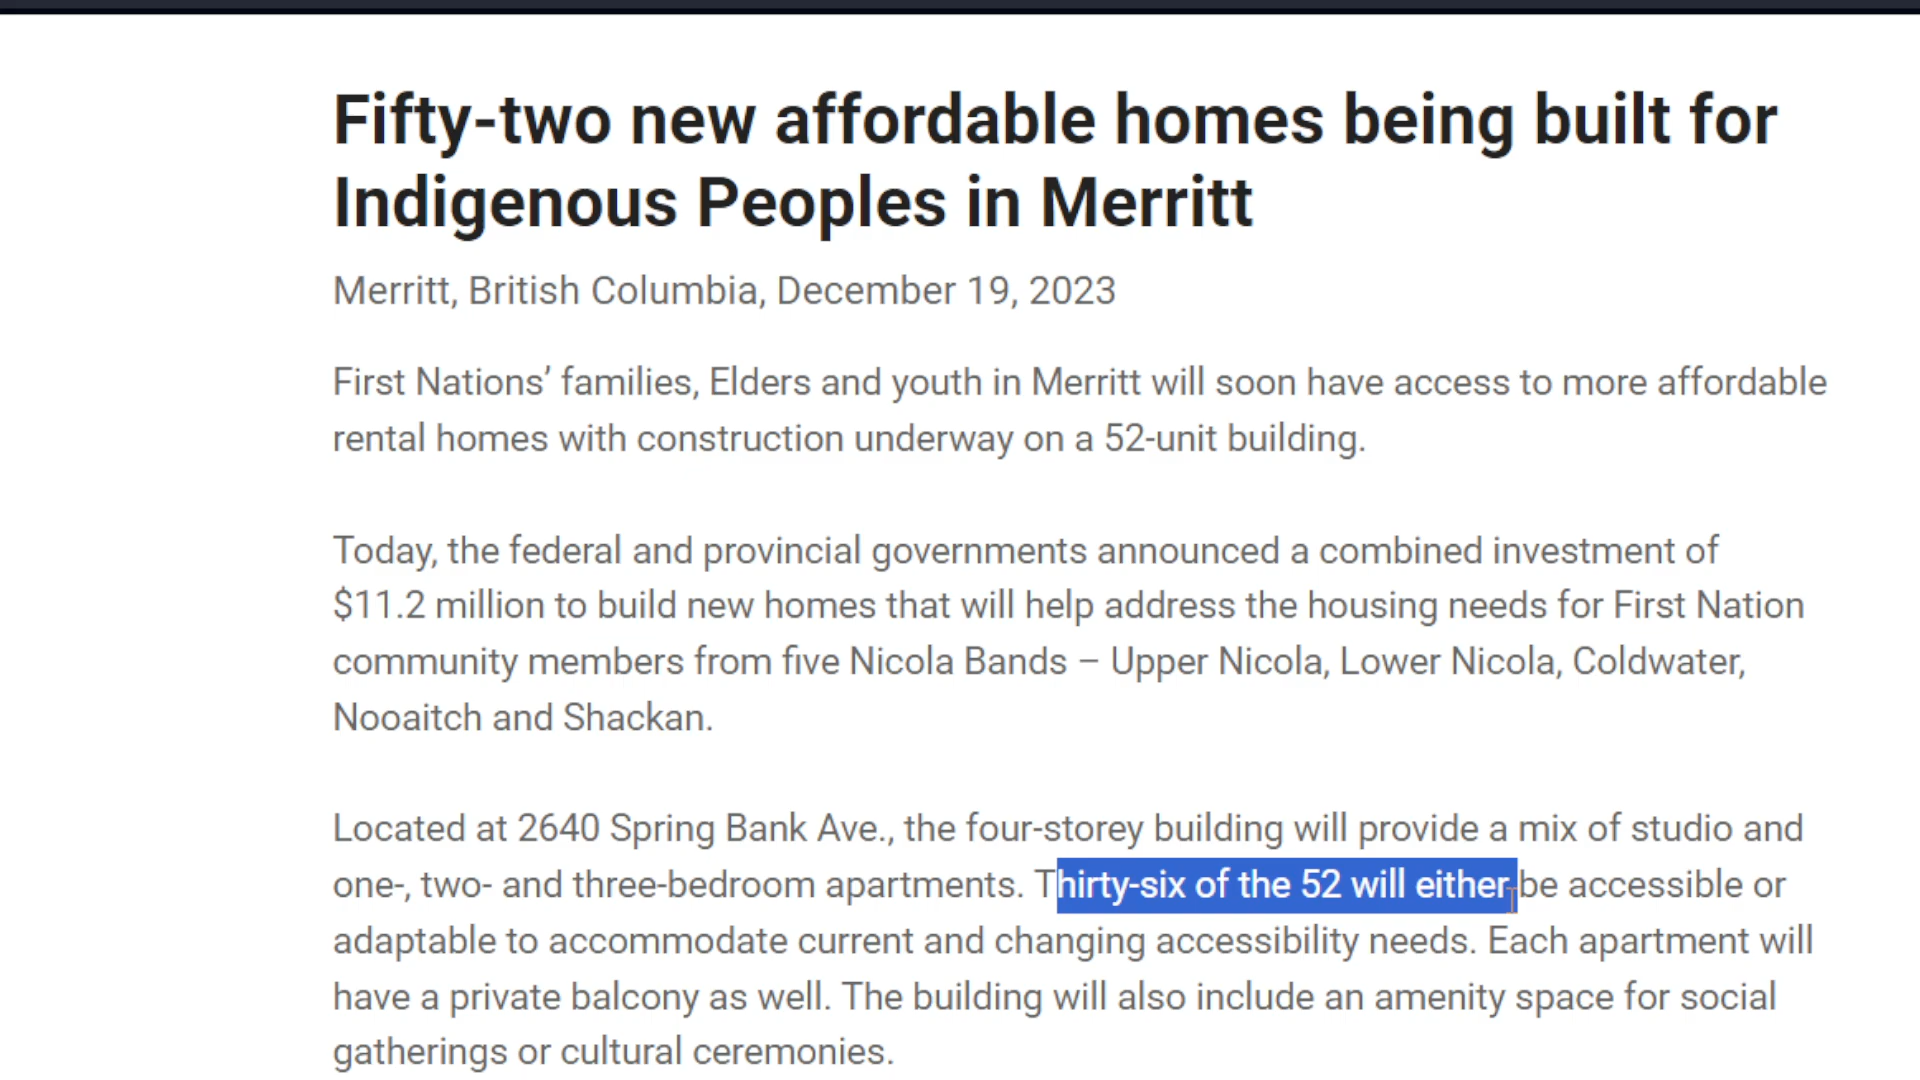 Fifty-two new affordable homes being built for
Indigenous Peoples in Merritt
Merritt, British Columbia, December 19, 2023
First Nations’ families, Elders and youth in Merritt will soon have access to more affordable
rental homes with construction underway on a 52-unit building.
Today, the federal and provincial governments announced a combined investment of
$11.2 million to build new homes that will help address the housing needs for First Nation
community members from five Nicola Bands – Upper Nicola, Lower Nicola, Coldwater,
Nooaitch and Shackan.
Located at 2640 Spring Bank Ave., the four-storey building will provide a mix of studio and
one-, two- and three-bedroom apartments. Thirty-six of the 52 will either be accessible or
adaptable to accommodate current and changing accessibility needs. Each apartment will
have a private balcony as well. The building will also include an amenity space for social
gatherings or cultural ceremonies.